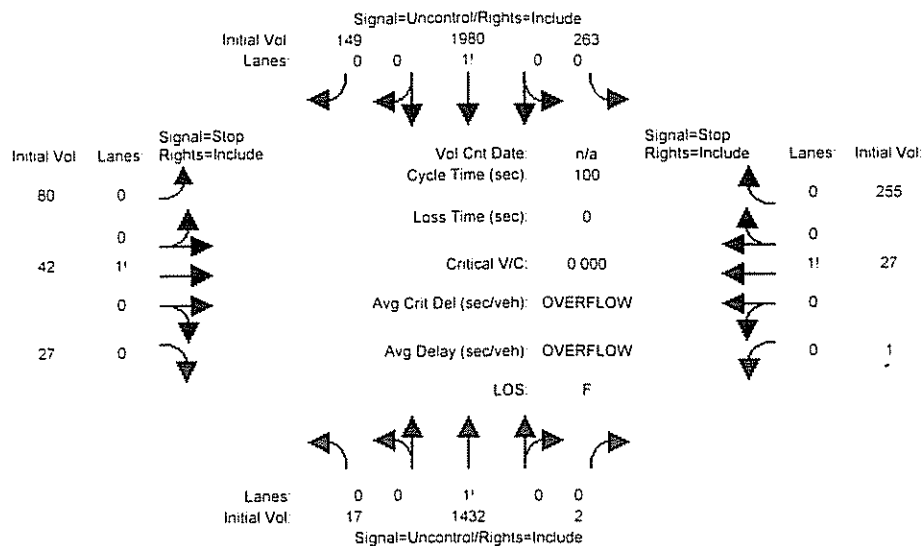 Signal=Uncontrol/Rights=Include
Initial Vol 149 1980 263
Lanes: 0 0 1! 0 0
Signal=Stop
Rights=Include
Initial Vol Lanes:
80 0
0
42 1! 
0
27 0
Vol Cnt Date: n/a
Cycle Time (sec): 100
Loss Time (sec): 0
Critical V/C: 0 000
Avg Crit Del (sec/veh): OVERFLOW
Avg Delay (sec/veh): OVERFLOW
LOS: F
Signal=Stop
Rights=Include
Lanes: Initial Vol:
0 255
0
1! 27
0
0 1
Lanes: 0 0 1! 0 0
Initial Vol: 17 1432 2
Signal=Uncontrol/Rights=Include